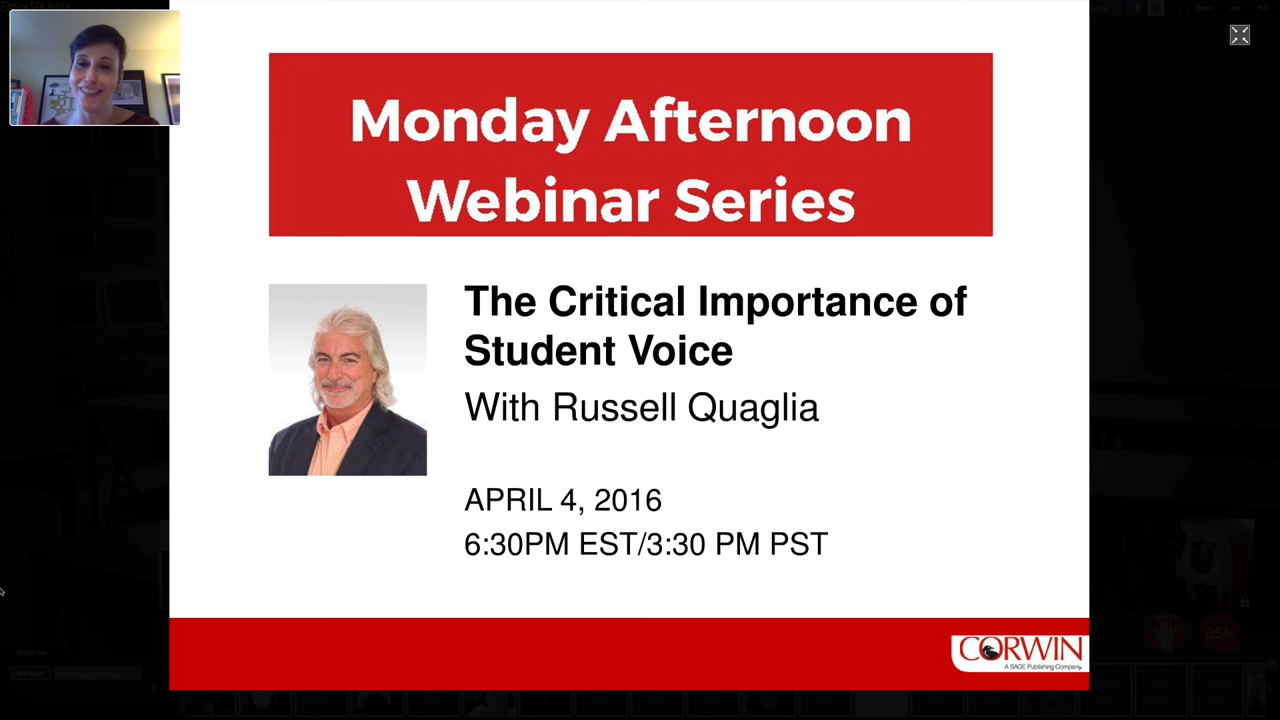 Monday Afternoon
Webinar Series
The Critical Importance of
Student Voice
With Russell Quaglia
APRIL 4, 2016
6:30PM EST/3:30 PM PST
CORWIN
A SAGE Publishing Company
ask